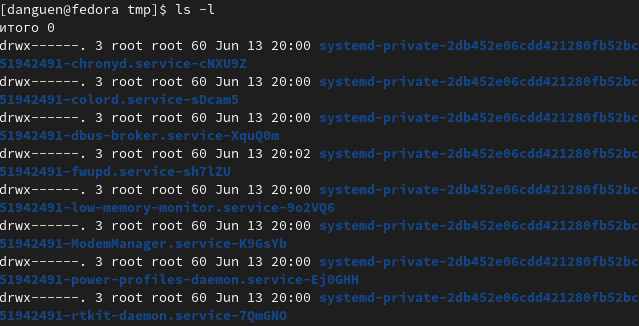 [danguen@fedora tmp]$ ls -l
итого 0
drwx------. 3 root root 60 Jun 13 20:00 systemd-private-2db452e06cdd421280fb52bc
51942491-chronyd.service-cNXU9Z
drwx------. 3 root root 60 Jun 13 20:00 systemd-private-2db452e06cdd421280fb52bc
51942491-colord.service-sDcam5
drwx------. 3 root root 60 Jun 13 20:00 systemd-private-2db452e06cdd421280fb52bc
51942491-dbus-broker.service-XquQ0m
drwx------. 3 root root 60 Jun 13 20:02 systemd-private-2db452e06cdd421280fb52bc
51942491-fwupd.service-sh7lZU
drwx------. 3 root root 60 Jun 13 20:00 systemd-private-2db452e06cdd421280fb52bc
51942491-low-memory-monitor.service-9o2VQG
drwx------. 3 root root 60 Jun 13 20:00 systemd-private-2db452e06cdd421280fb52bc
51942491-ModemManager.service-K9GsYb
drwx------. 3 root root 60 Jun 13 20:00 systemd-private-2db452e06cdd421280fb52bc
51942491-power-profiles-daemon.service-Ej0GHH
drwx------. 3 root root 60 Jun 13 20:00 systemd-private-2db452e06cdd421280fb52bc
51942491-rtkit-daemon.service-7QmGNO